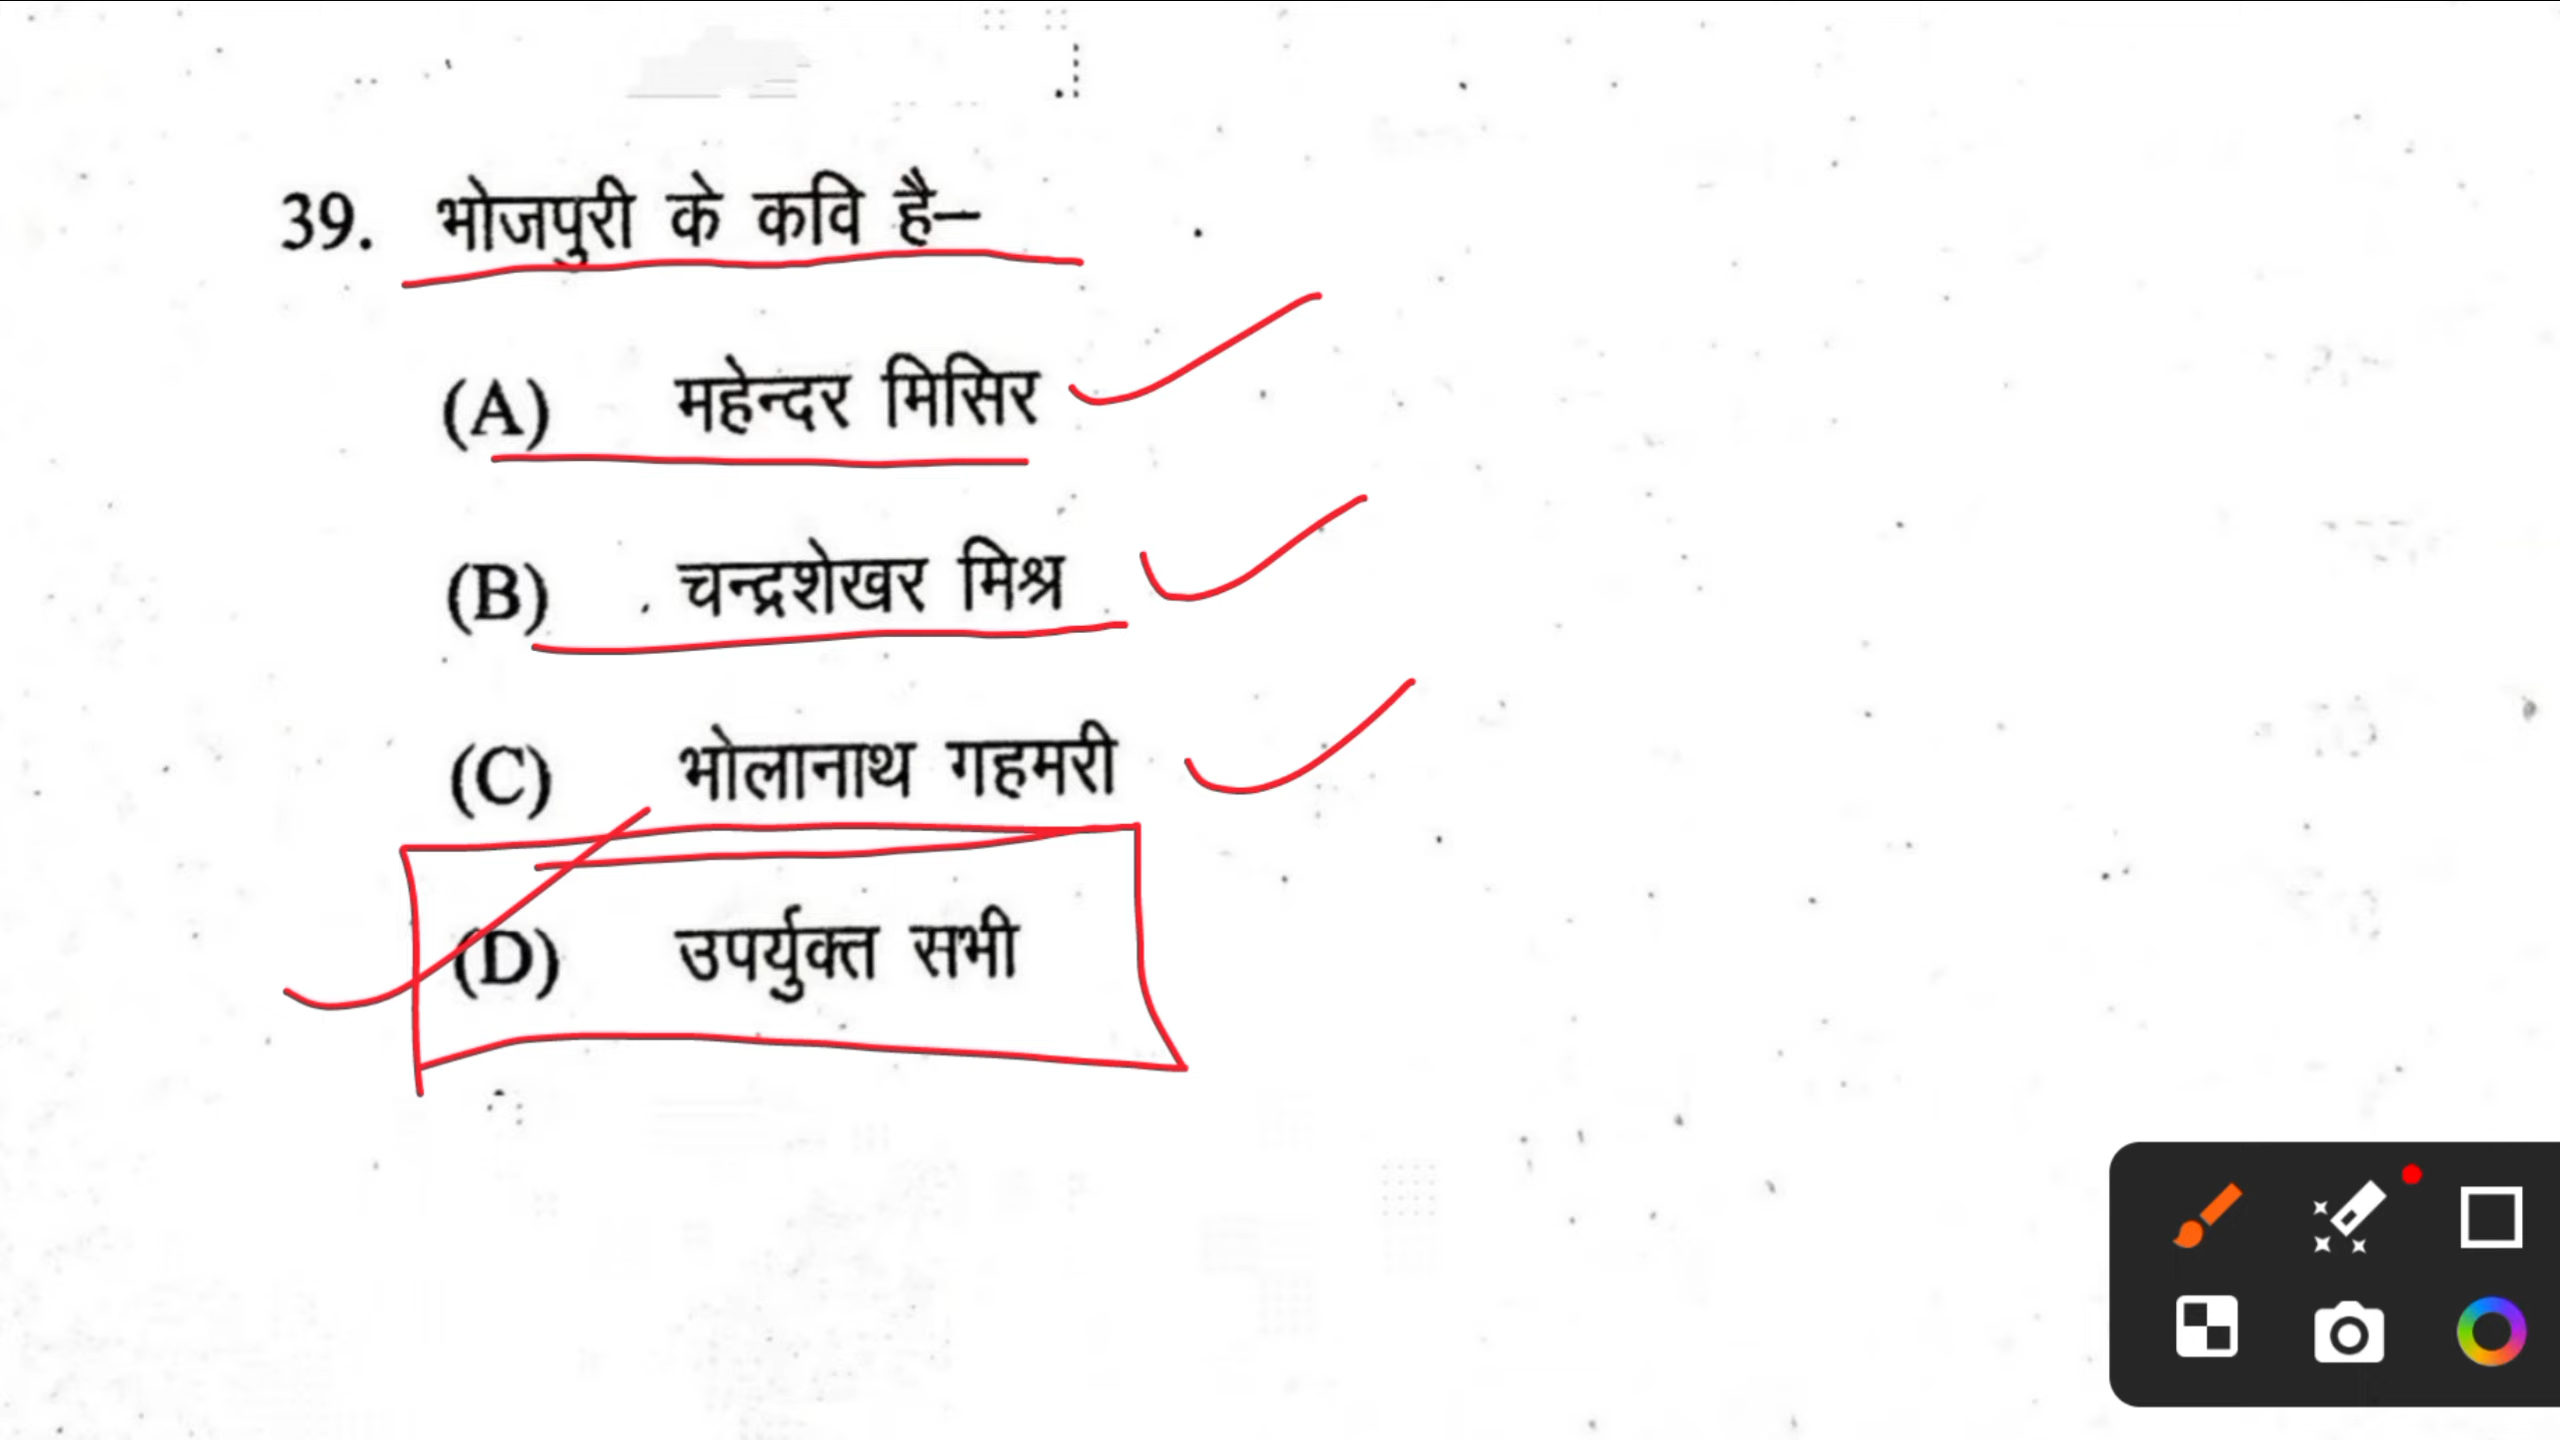 39. भोजपुरी के कवि है–
(A) महेन्दर मिसिर
(B) चन्द्रशेखर मिश्र
(C) भोलानाथ गहमरी
(D) उपर्युक्त सभी